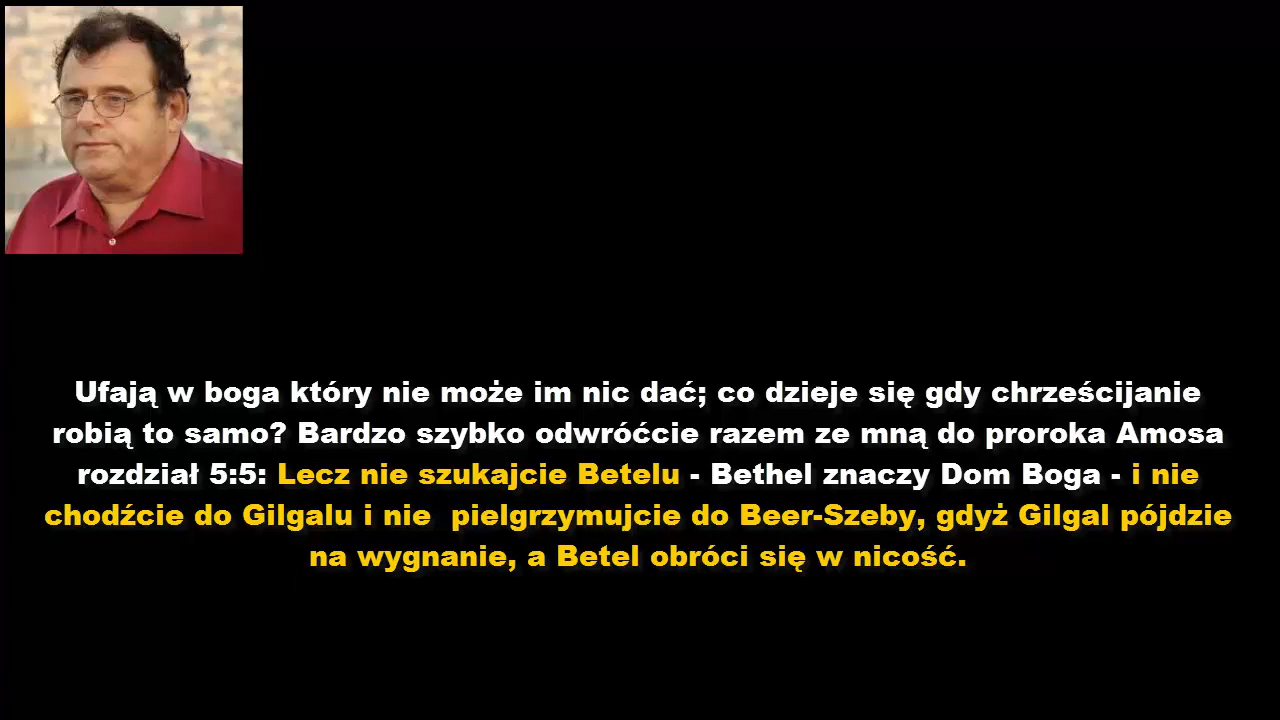 Ufają w boga który nie może im nic dać; co dzieje się gdy chrześcijanie
robią to samo? Bardzo szybko odwróćcie razem ze mną do proroka Amosa
rozdział 5:5: Lecz nie szukajcie Betelu - Bethel znaczy Dom Boga - i nie
chodźcie do Gilgalu i nie  pielgrzymujcie do Beer-Szeby, gdyż Gilgal pójdzie
na wygnanie, a Betel obróci się w nicość.